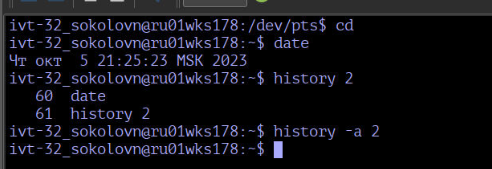 ivt-32_sokolovn@ru01wks178:/dev/pts$ cd
ivt-32_sokolovn@ru01wks178:~$ date
Чт окт  5 21:25:23 MSK 2023
ivt-32_sokolovn@ru01wks178:~$ history 2
   60  date
   61  history 2
ivt-32_sokolovn@ru01wks178:~$ history -a 2
ivt-32_sokolovn@ru01wks178:~$